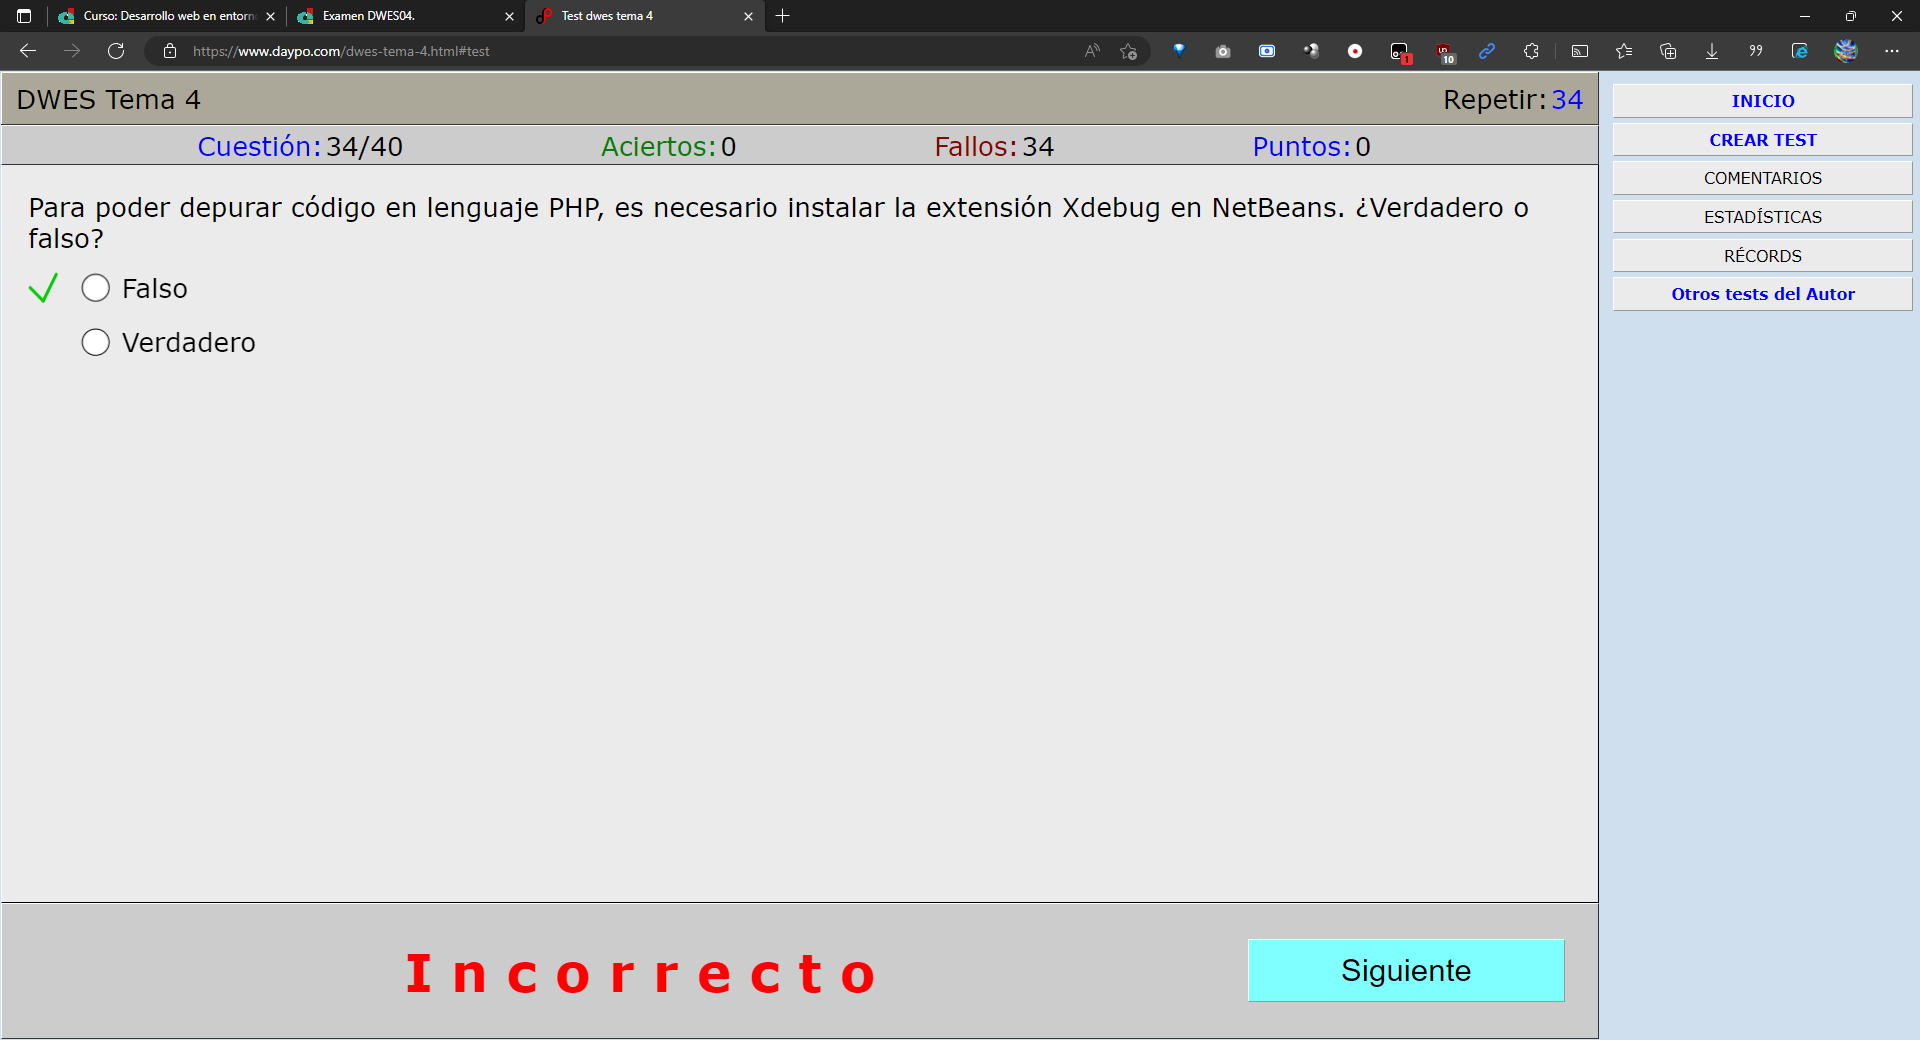 Curso: Desarrollo web en entorn
Examen DWES04.
Test dwes tema 4
https://www.daypo.com/dwes-tema-4.html#test
1
10
DWES Tema 4
Repetir: 34
Cuestión: 34/40
Aciertos: 0
Fallos: 34
Puntos: 0
Para poder depurar código en lenguaje PHP, es necesario instalar la extensión Xdebug en NetBeans. ¿Verdadero o
falso?
Falso
Verdadero
Incorrecto
Siguiente
INICIO
CREAR TEST
COMENTARIOS
ESTADÍSTICAS
RÉCORDS
Otros tests del Autor